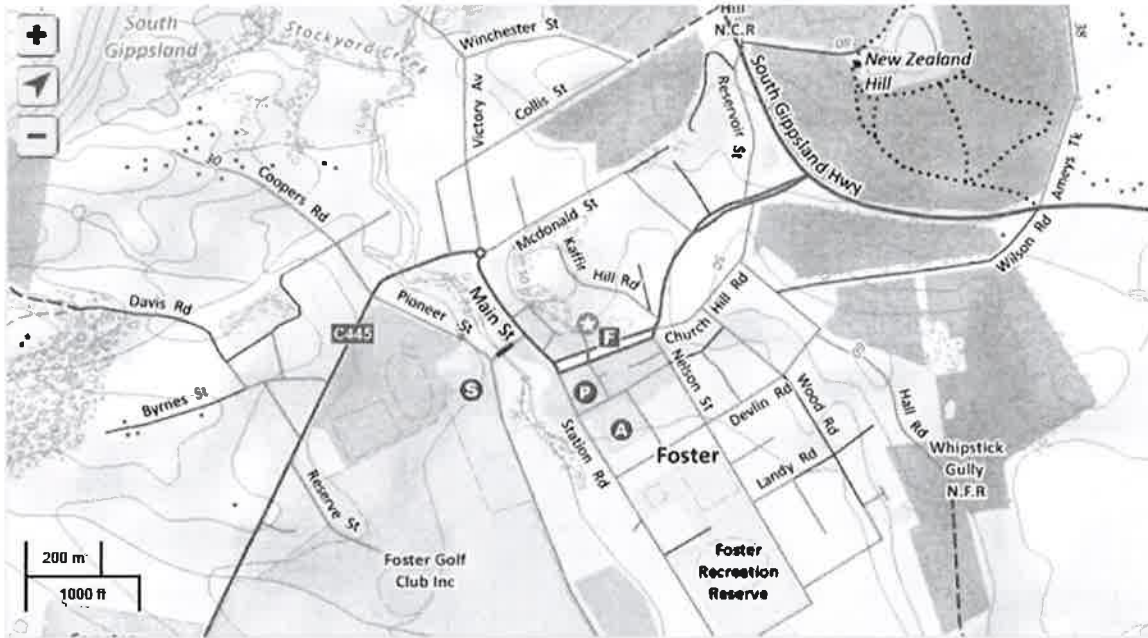 +
South
Gippsland
Stockyard Creek
Winchester St
Hill
N.C.R
80
New Zealand
Hill
Victory Av
Collis St
Reservoir St
South Gippsland Hwy
Ameys Tk
−
30
Coopers Rd
Mcdonald St
Kaffir
Hill Rd
Wilson Rd
Davis Rd
Pioneer St
Main St
C445
F
Church Hill Rd
S
P
Nelson St
Byrnes St
A
Station Rd
Devlin Rd
Wood Rd
Hall Rd
Foster
Landy Rd
Whipstick
Gully
N.F.R
Reserve St
200 m
1000 ft
Foster Golf
Club Inc
Foster
Recreation
Reserve